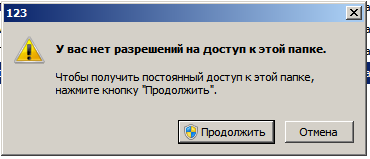 123
У вас нет разрешений на доступ к этой папке.
Чтобы получить постоянный доступ к этой папке,
нажмите кнопку "Продолжить".
Продолжить
Отмена